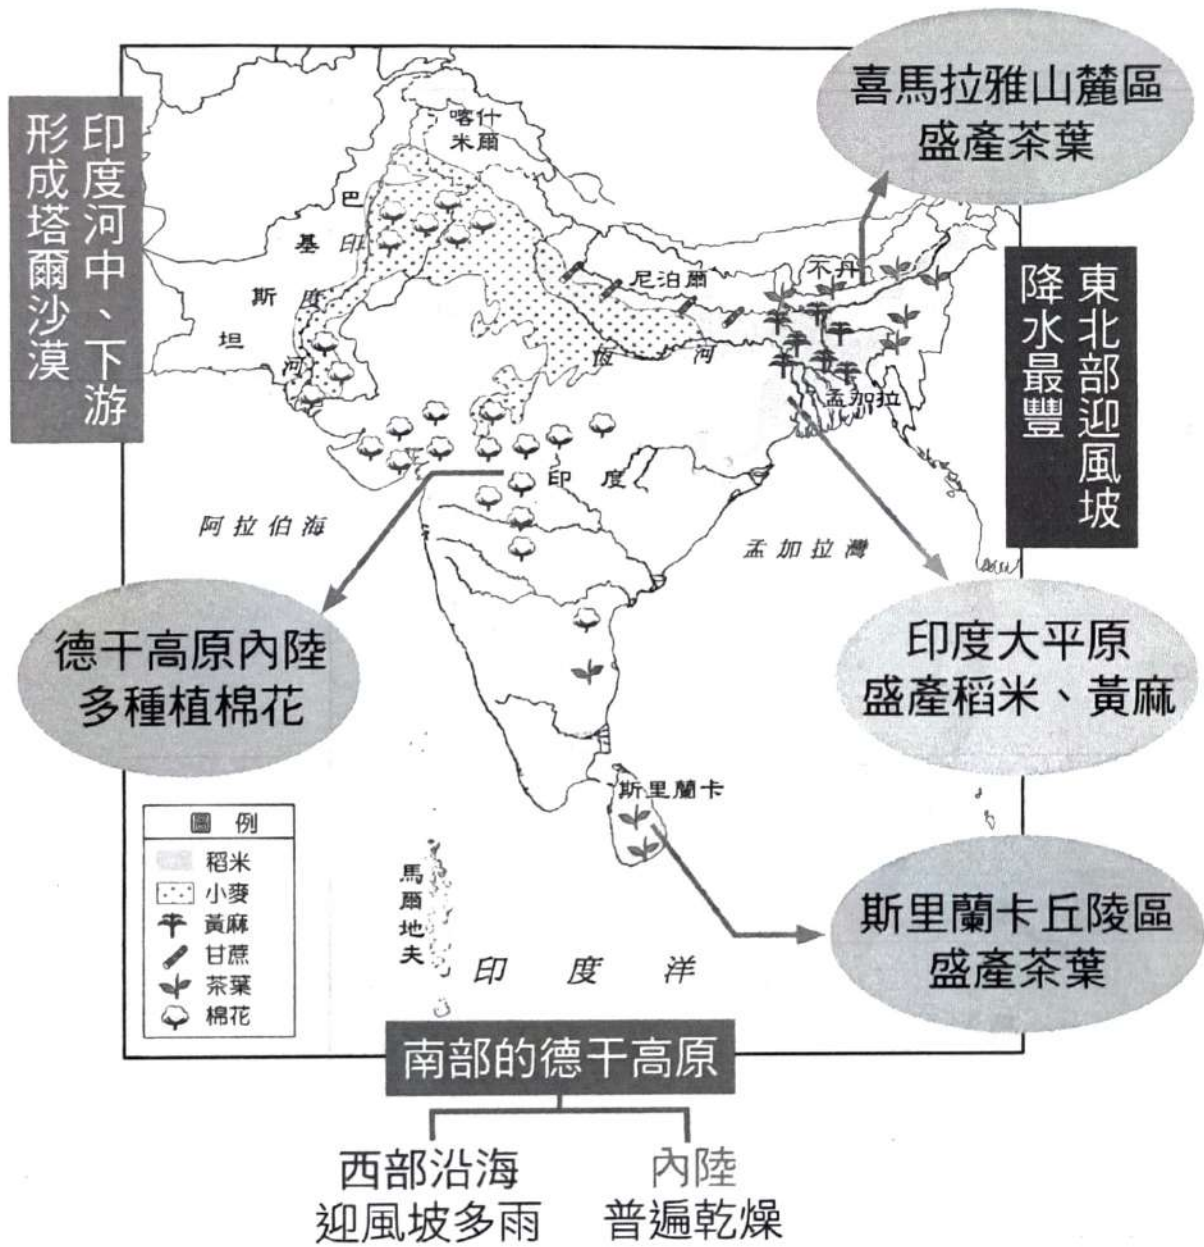 喜馬拉雅山麓區
盛產茶葉
印度河中、下游
形成塔爾沙漠
東北部迎風坡
降水最豐
喀什
米爾
巴
基
斯
坦
印
度
河
尼泊爾
不丹
恆河
孟加拉
印度
阿拉伯海
孟加拉灣
德干高原內陸
多種植棉花
印度大平原
盛產稻米、黃麻
斯里蘭卡
斯里蘭卡丘陵區
盛產茶葉
馬
爾
地
夫
印度洋
圖例
稻米
小麥
黃麻
甘蔗
茶葉
棉花
南部的德干高原
西部沿海
迎風坡多雨
內陸
普遍乾燥